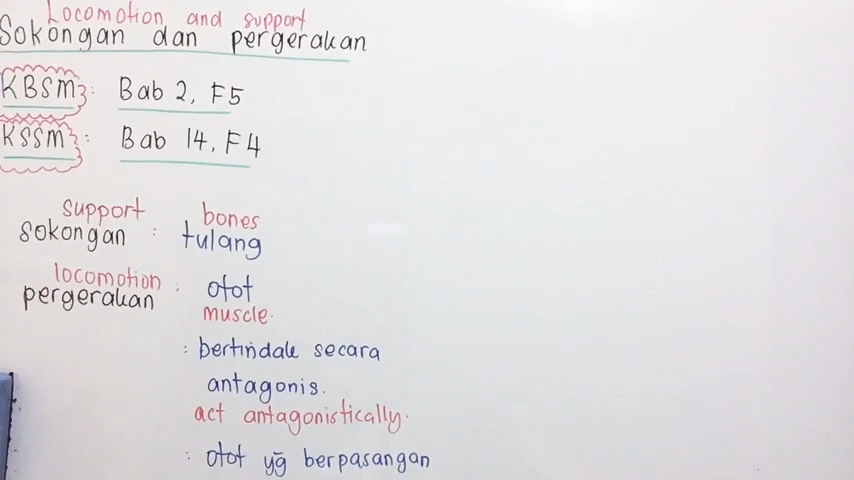 Locomotion and support
Sokongan dan pergerakan
KBSM : Bab 2, F5
KSSM : Bab 14, F4
support bones
sokongan : tulang
locomotion
pergerakan : otot
muscle.
: bertindak secara
antagonis.
act antagonistically.
: otot yg berpasangan